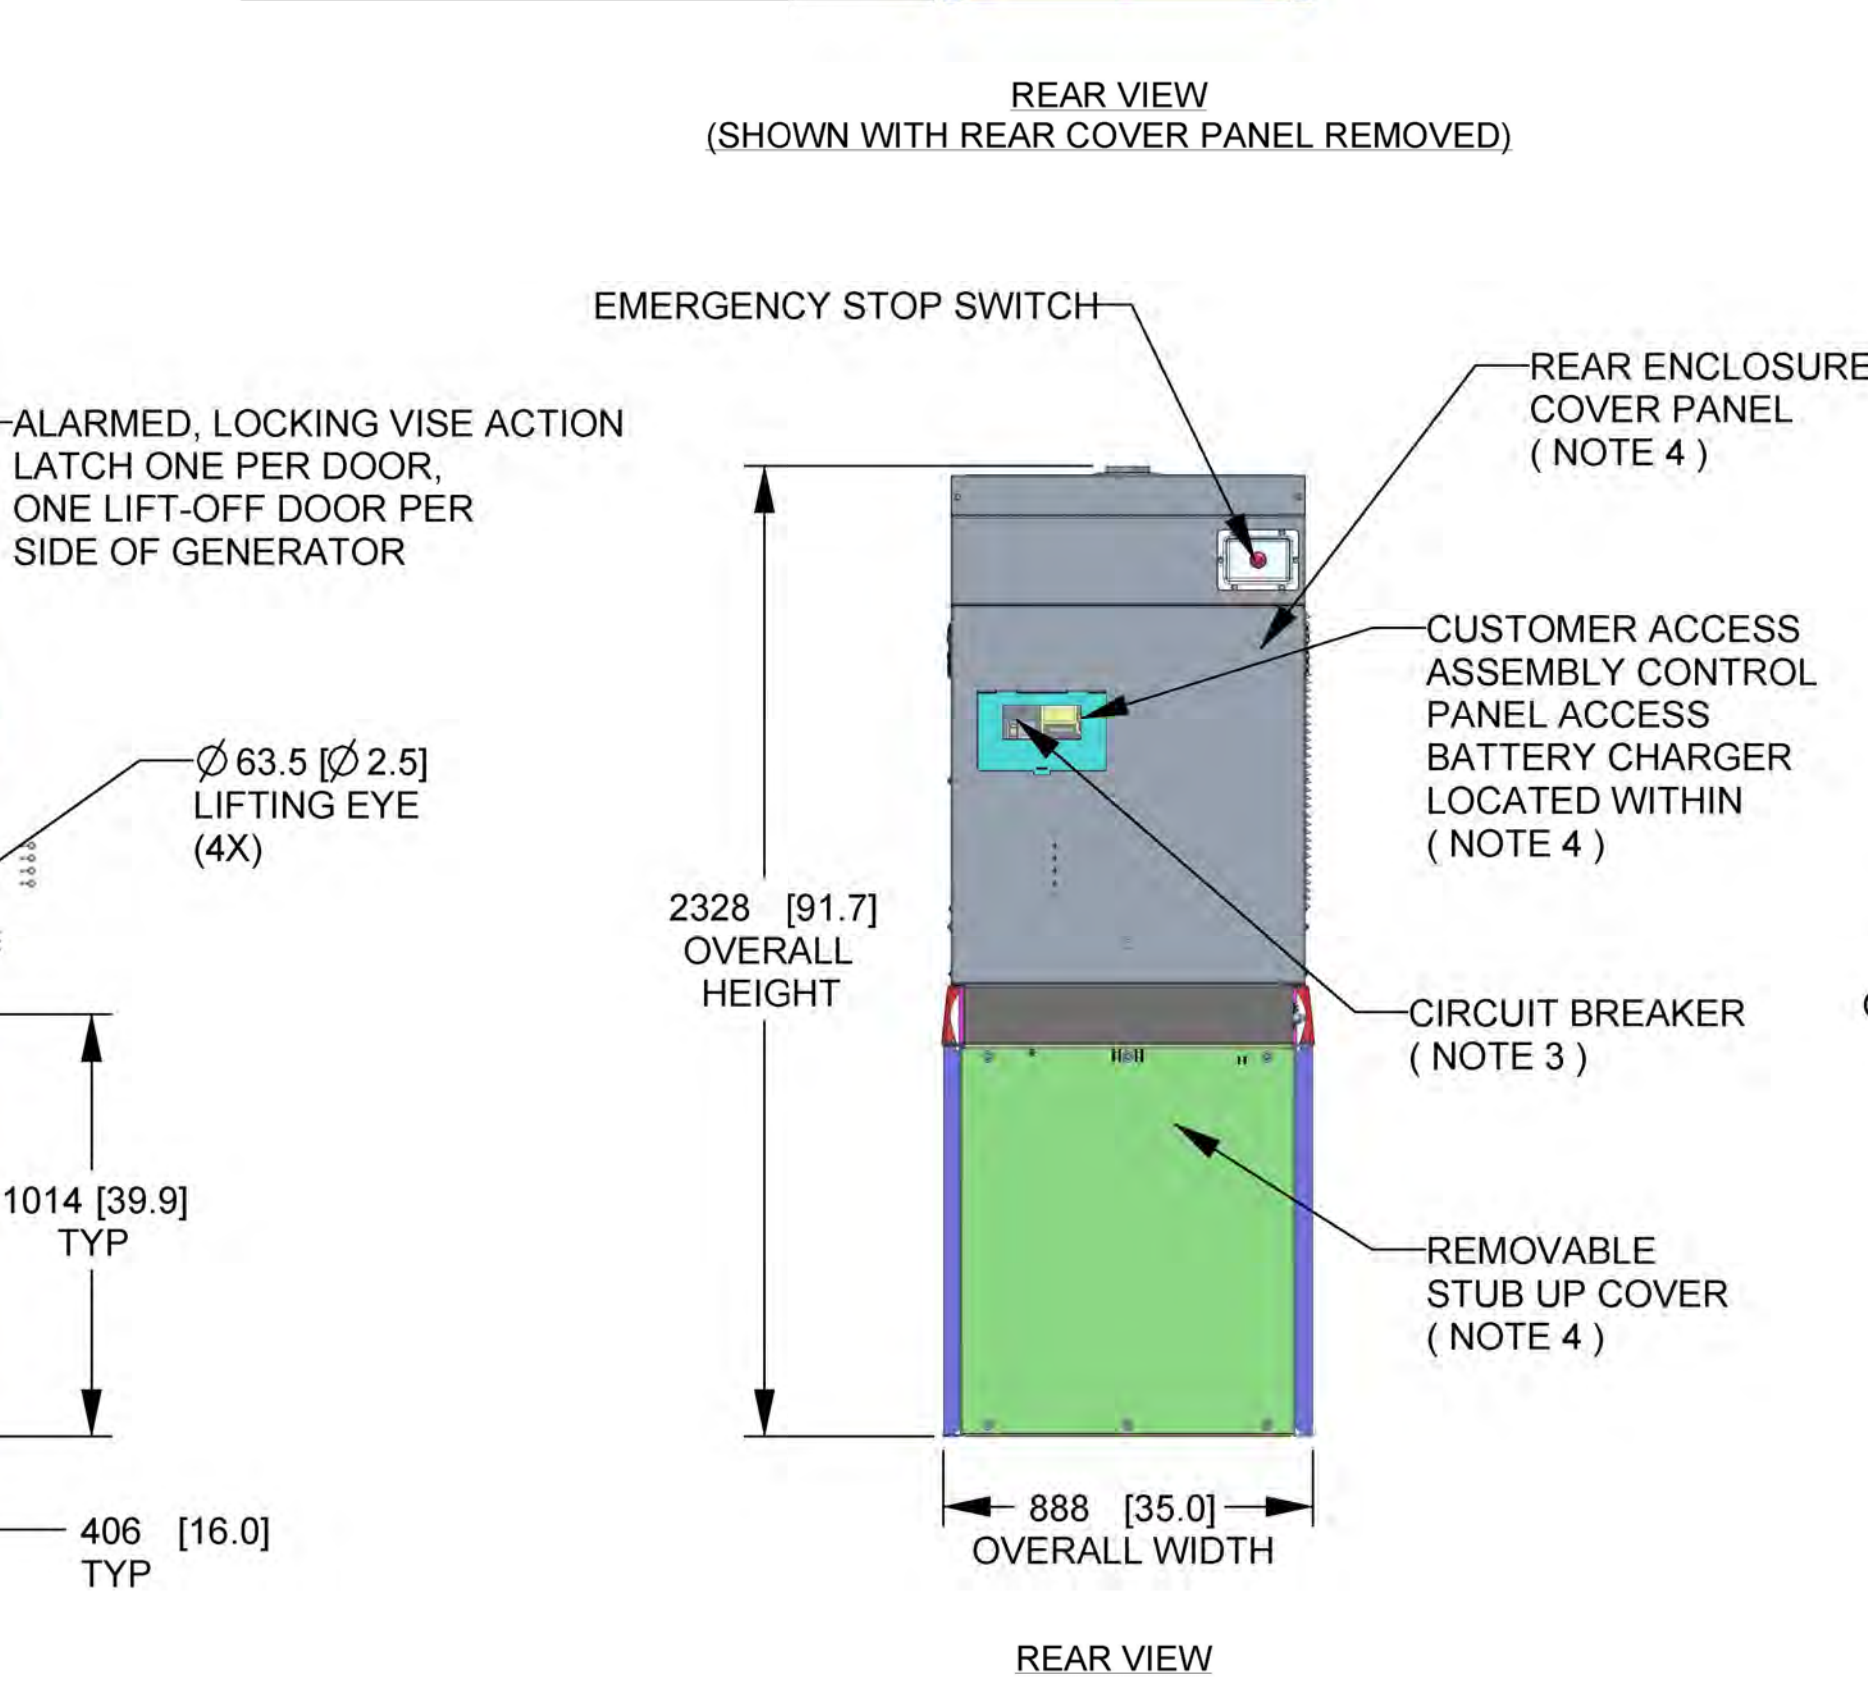 REAR VIEW
(SHOWN WITH REAR COVER PANEL REMOVED)
EMERGENCY STOP SWITCH
REAR ENCLOSURE
COVER PANEL
( NOTE 4 )
ALARMED, LOCKING VISE ACTION
LATCH ONE PER DOOR,
ONE LIFT-OFF DOOR PER
SIDE OF GENERATOR
CUSTOMER ACCESS
ASSEMBLY CONTROL
PANEL ACCESS
BATTERY CHARGER
LOCATED WITHIN
( NOTE 4 )
Ø 63.5 [Ø 2.5]
LIFTING EYE
(4X)
2328 [91.7]
OVERALL
HEIGHT
CIRCUIT BREAKER
( NOTE 3 )
1014 [39.9]
TYP
REMOVABLE
STUB UP COVER
( NOTE 4 )
406 [16.0]
TYP
888 [35.0]
OVERALL WIDTH
REAR VIEW